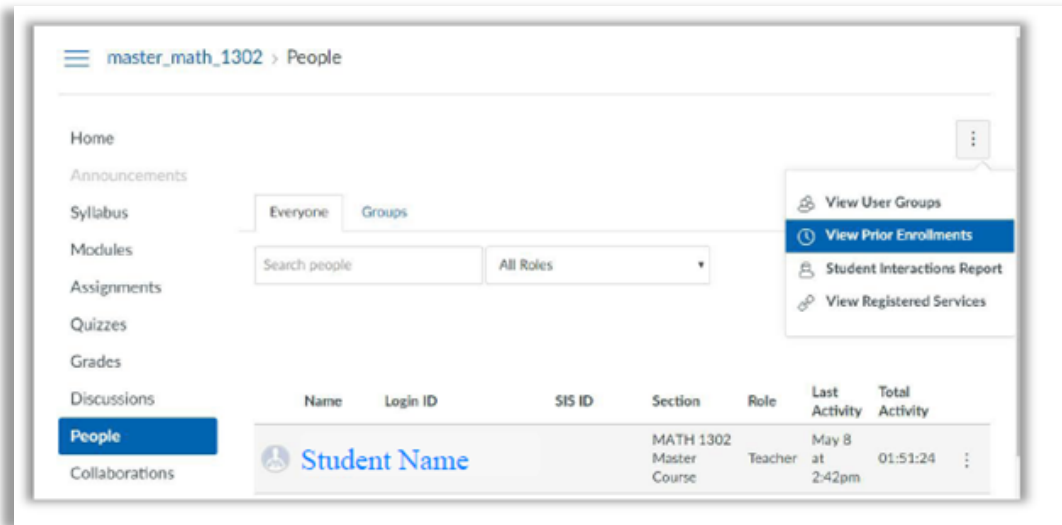 master_math_1302 > People
Home
Announcements
Syllabus
Modules
Assignments
Quizzes
Grades
Discussions
People
Collaborations
Everyone
Groups
Search people
All Roles
View User Groups
View Prior Enrollments
Student Interactions Report
View Registered Services
Name Login ID SIS ID Section Role Last Activity Total Activity
Student Name
MATH 1302
Master
Course
Teacher
May 8
at
2:42pm
01:51:24